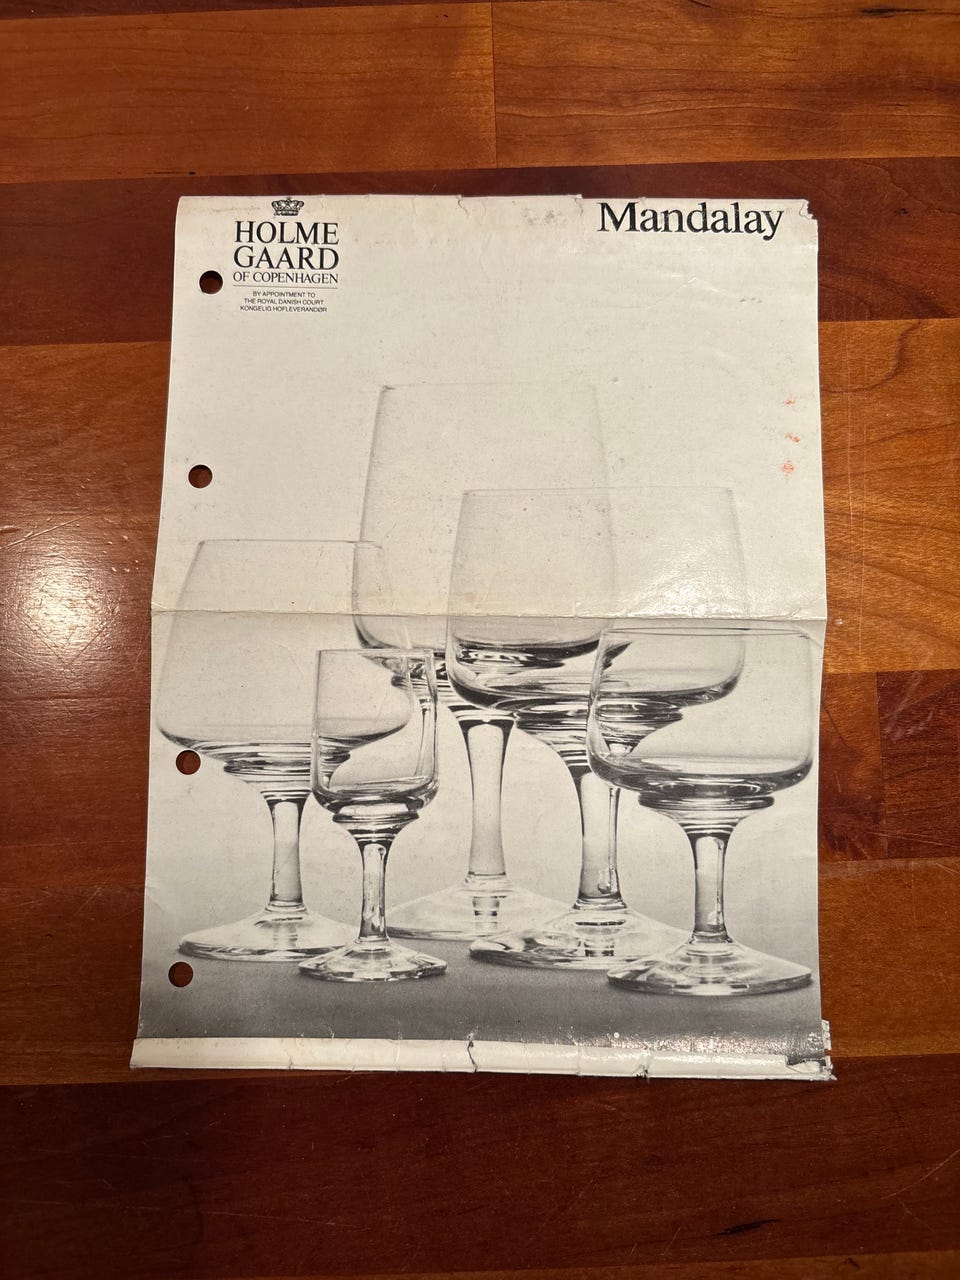 HOLME
GAARD
OF COPENHAGEN
BY APPOINTMENT TO
THE ROYAL DANISH COURT
KONGELIG HOFLEVERANDØR
Mandalay